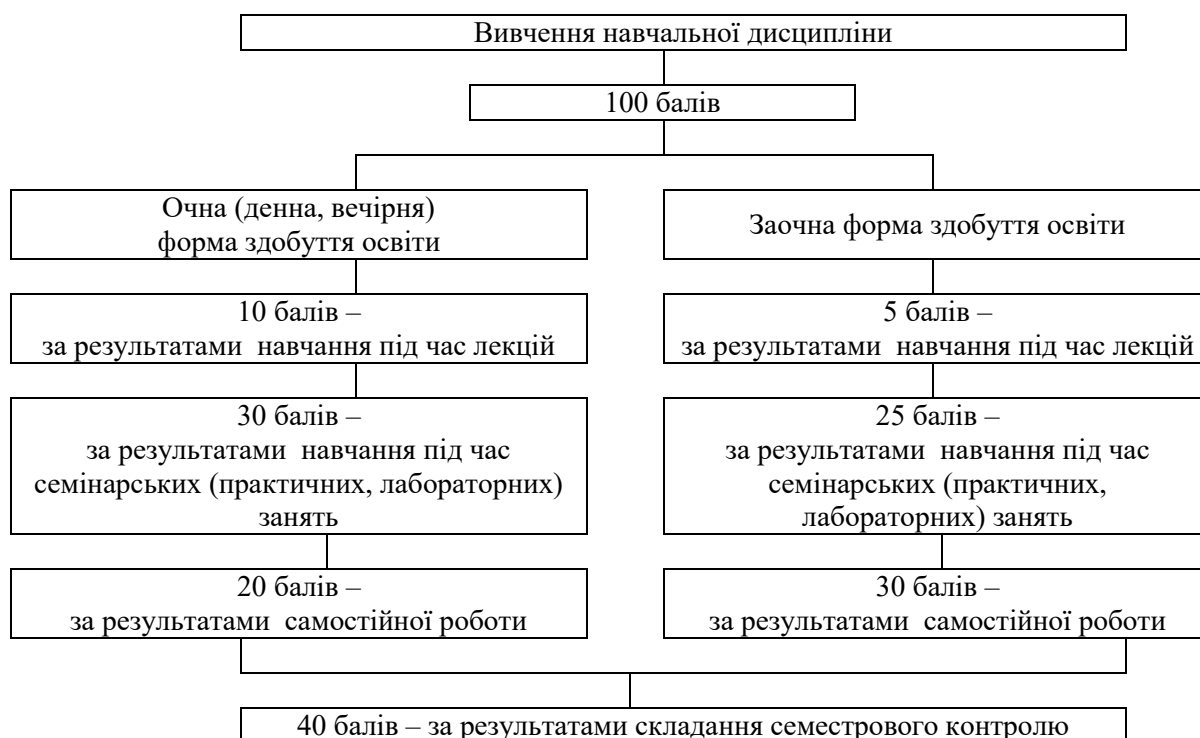 Вивчення навчальної дисципліни
100 балів
Очна (денна, вечірня)
форма здобуття освіти
Заочна форма здобуття освіти
10 балів –
за результатами навчання під час лекцій
5 балів –
за результатами навчання під час лекцій
30 балів –
за результатами навчання під час
семінарських (практичних, лабораторних)
занять
25 балів –
за результатами навчання під час
семінарських (практичних,
лабораторних) занять
20 балів –
за результатами самостійної роботи
30 балів –
за результатами самостійної роботи
40 балів – за результатами складання семестрового контролю